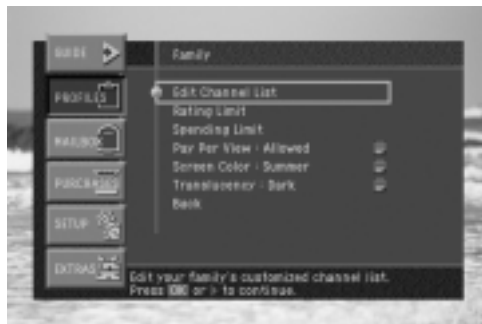 GUIDE
PROFILES
MAILBOX
PURCHASES
SETUP
EXTRAS
Family
Edit Channel List
Rating Limit
Spending Limit
Pay Per View : Allowed
Screen Color : Summer
Translucency : Dark
Back
Edit your family's customized channel list.
Press OK or > to continue.